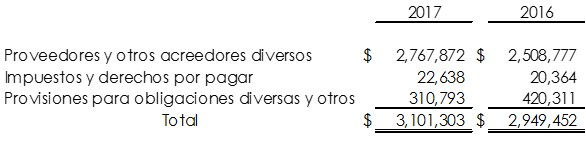 2017 2016
Proveedores y otros acreedores diversos $ 2,767,872 $ 2,508,777
Impuestos y derechos por pagar 22,638 20,364
Provisiones para obligaciones diversas y otros 310,793 420,311
Total $ 3,101,303 $ 2,949,452